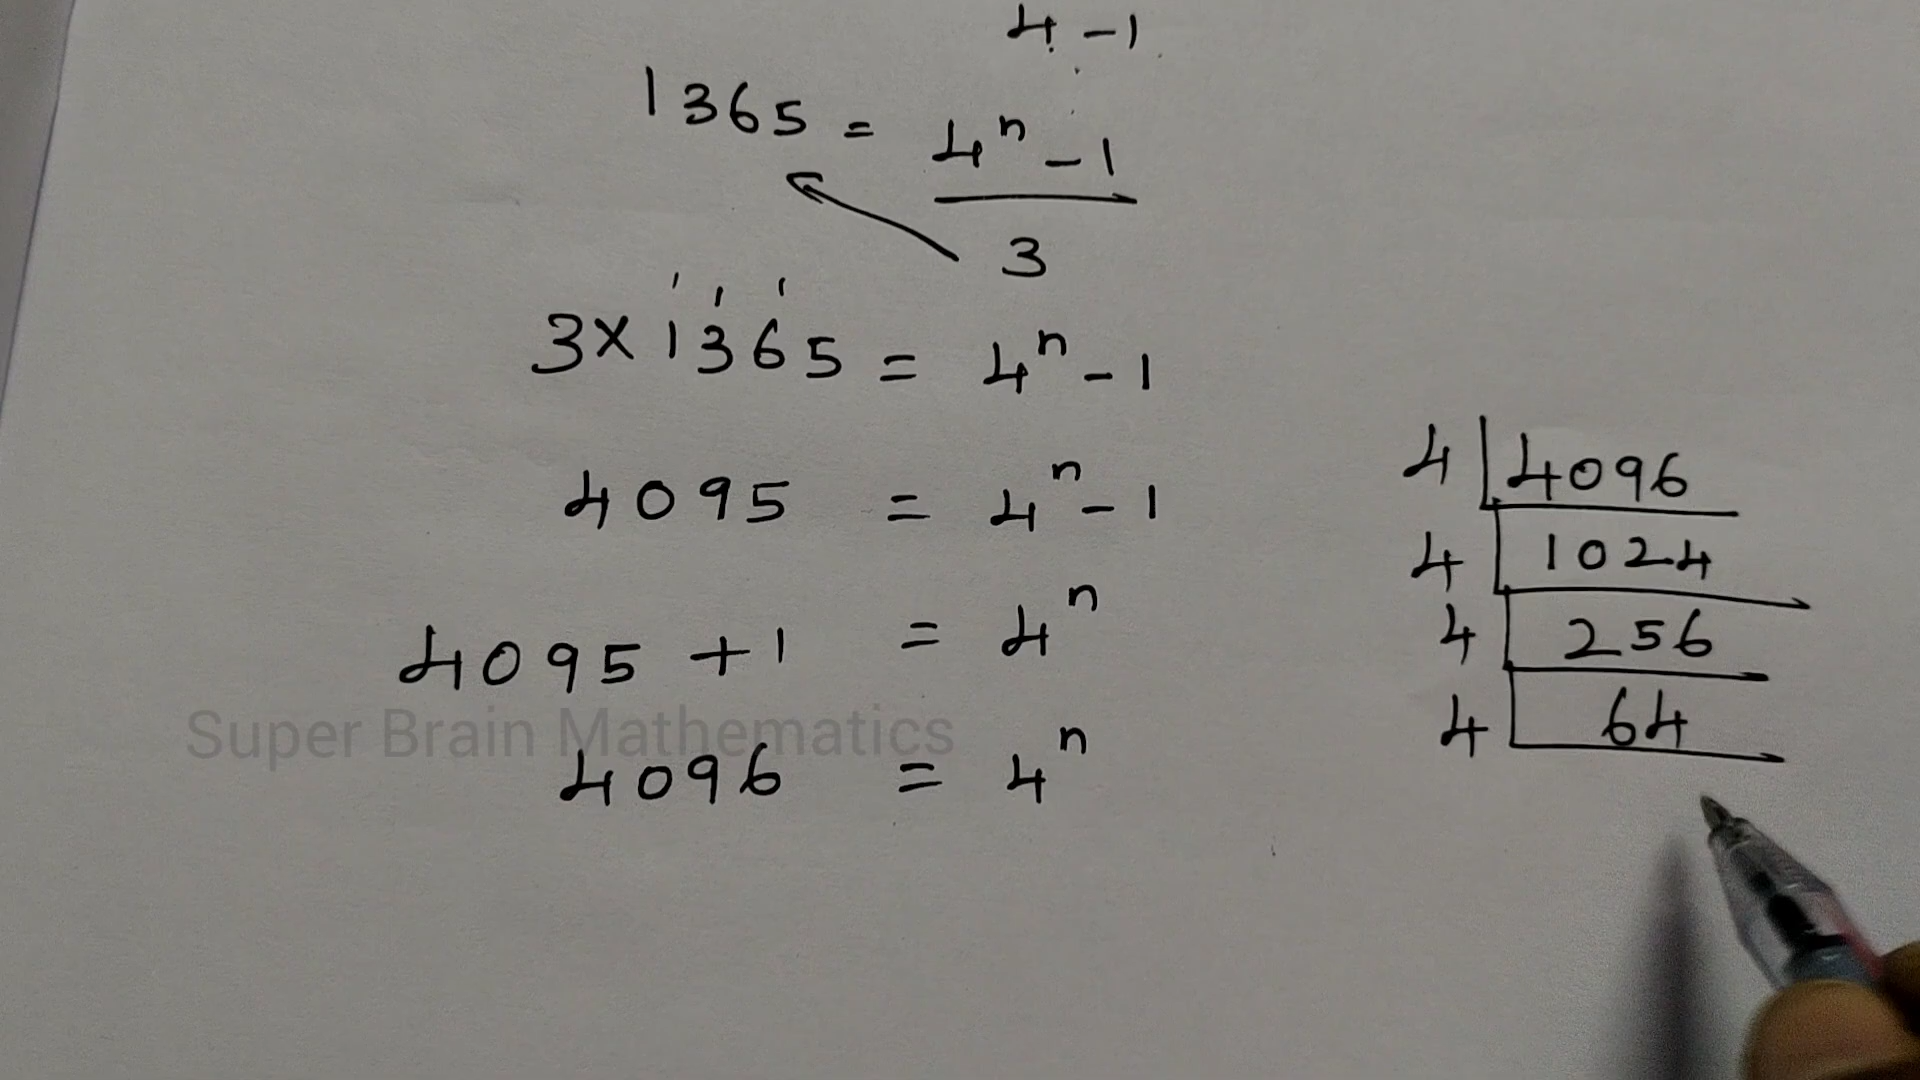 4 - 1
1365 = 4ⁿ - 1
3
3 × 1365 = 4ⁿ - 1
4095 = 4ⁿ - 1
4095 + 1 = 4ⁿ
4096 = 4ⁿ
4 | 4096
4 | 1024
4 | 256
4 | 64
Super Brain Mathematics